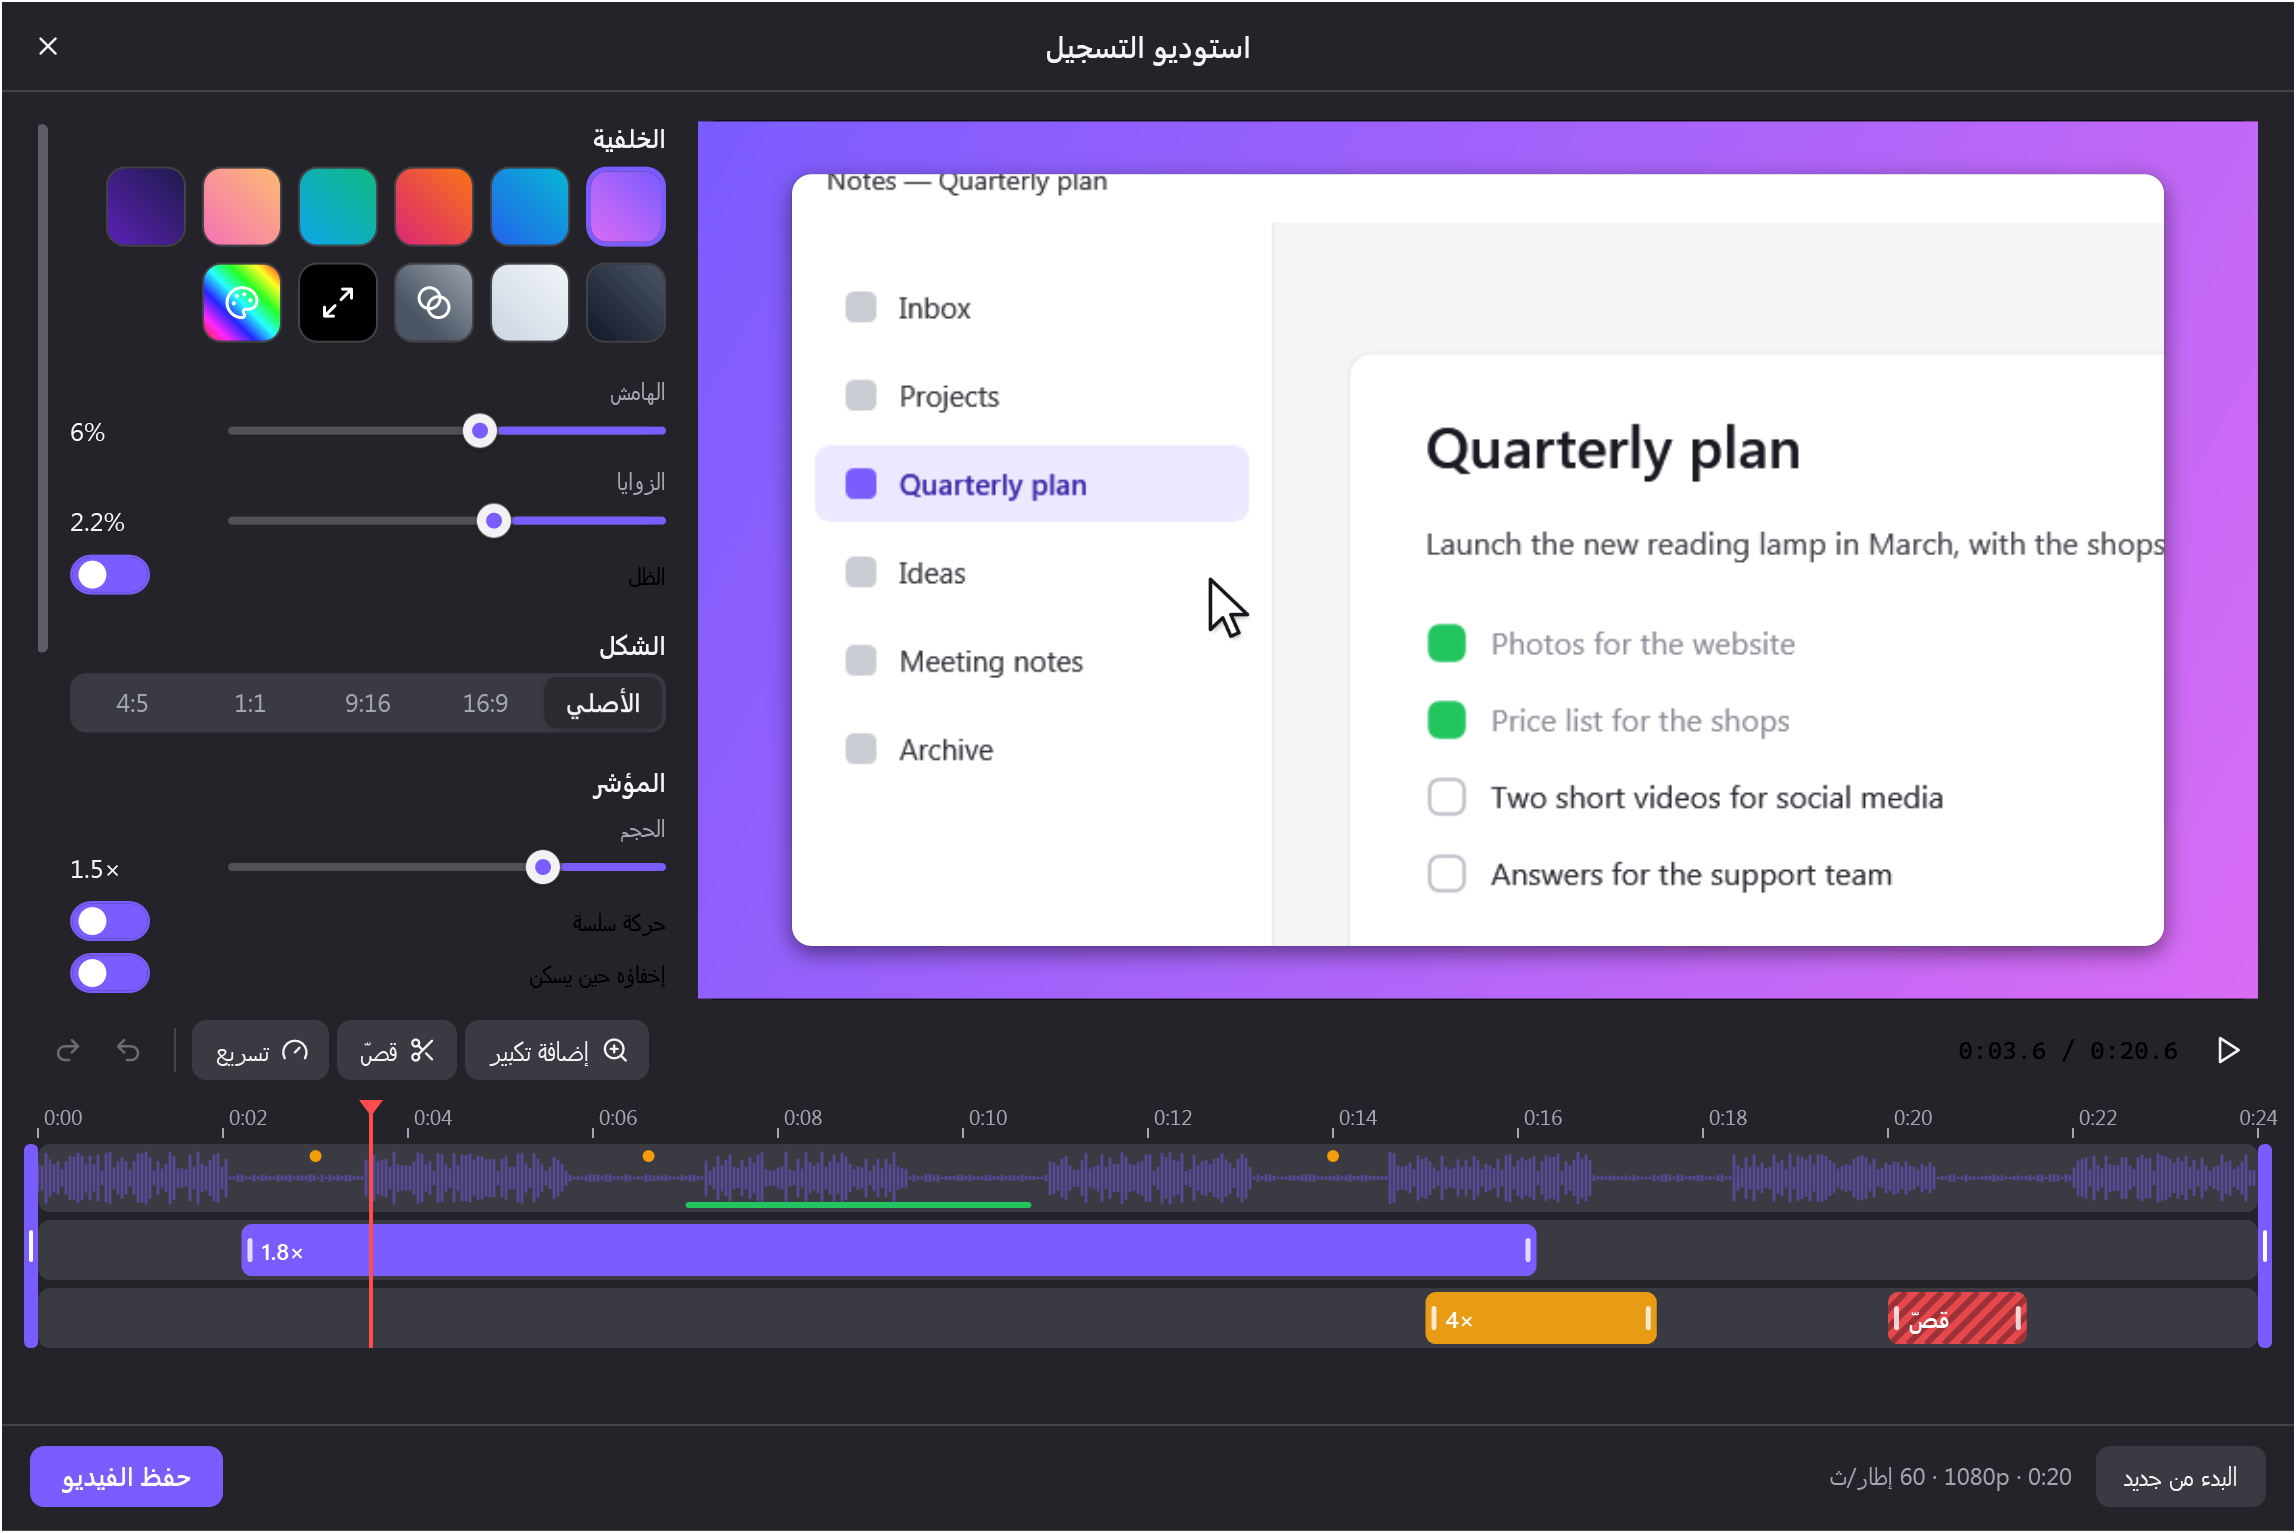 استوديو التسجيل
الخلفية
الهامش
6%
الزوايا
2.2%
الظل
الشكل
الأصلي 16:9 9:16 1:1 4:5
المؤشر
الحجم
1.5×
حركة سلسة
إخفاؤه حين يسكن
Notes — Quarterly plan
Inbox
Projects
Quarterly plan
Ideas
Meeting notes
Archive
Quarterly plan
Launch the new reading lamp in March, with the shops
Photos for the website
Price list for the shops
Two short videos for social media
Answers for the support team
0:03.6 / 0:20.6
إضافة تكبير
قصّ
تسريع
0:00 0:02 0:04 0:06 0:08 0:10 0:12 0:14 0:16 0:18 0:20 0:22 0:24
1.8×
4×
قصّ
البدء من جديد
0:20 · 1080p · 60 إطار/ث
حفظ الفيديو